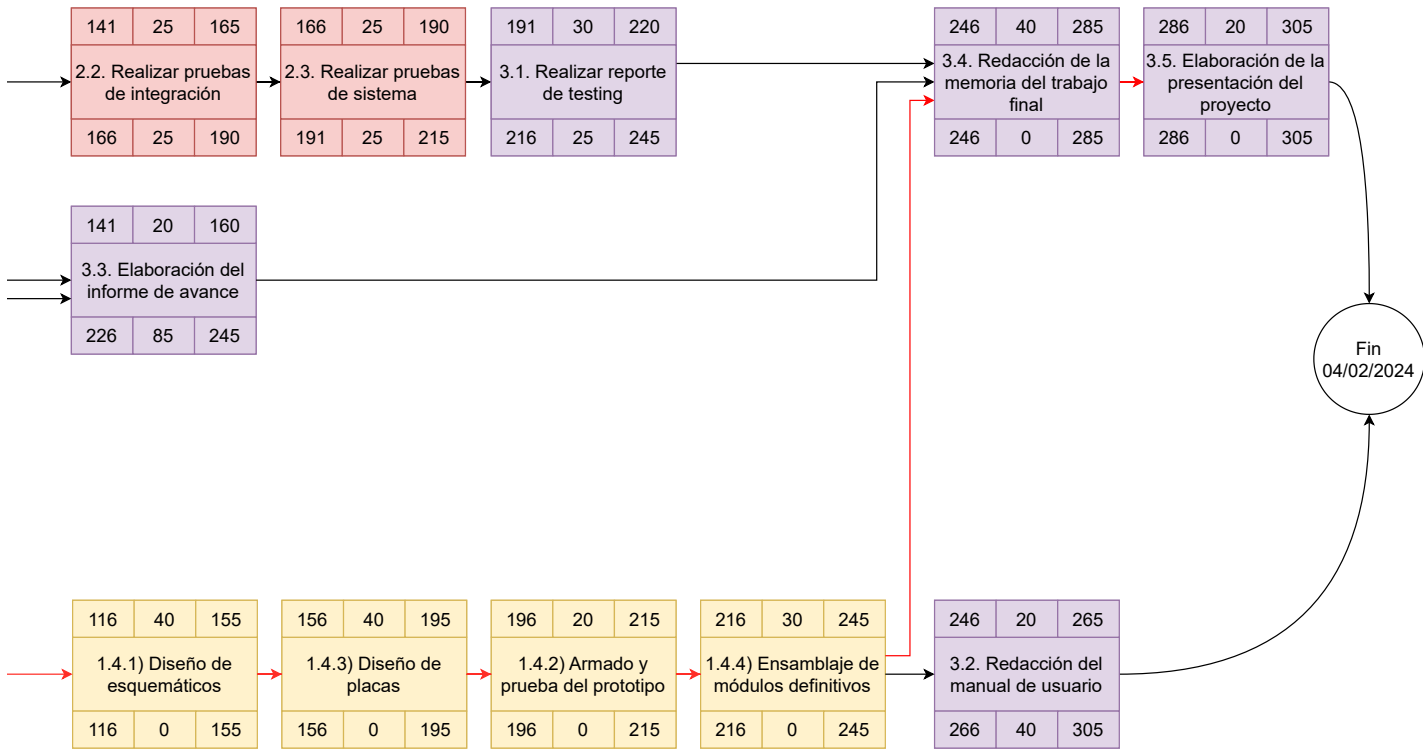 141 25 165
2.2. Realizar pruebas
de integración
166 25 190
166 25 190
2.3. Realizar pruebas
de sistema
191 25 215
191 30 220
3.1. Realizar reporte
de testing
216 25 245
246 40 285
3.4. Redacción de la
memoria del trabajo
final
246 0 285
286 20 305
3.5. Elaboración de la
presentación del
proyecto
286 0 305
141 20 160
3.3. Elaboración del
informe de avance
226 85 245
Fin
04/02/2024
116 40 155
1.4.1) Diseño de
esquemáticos
116 0 155
156 40 195
1.4.3) Diseño de
placas
156 0 195
196 20 215
1.4.2) Armado y
prueba del prototipo
196 0 215
216 30 245
1.4.4) Ensamblaje de
módulos definitivos
216 0 245
246 20 265
3.2. Redacción del
manual de usuario
266 40 305